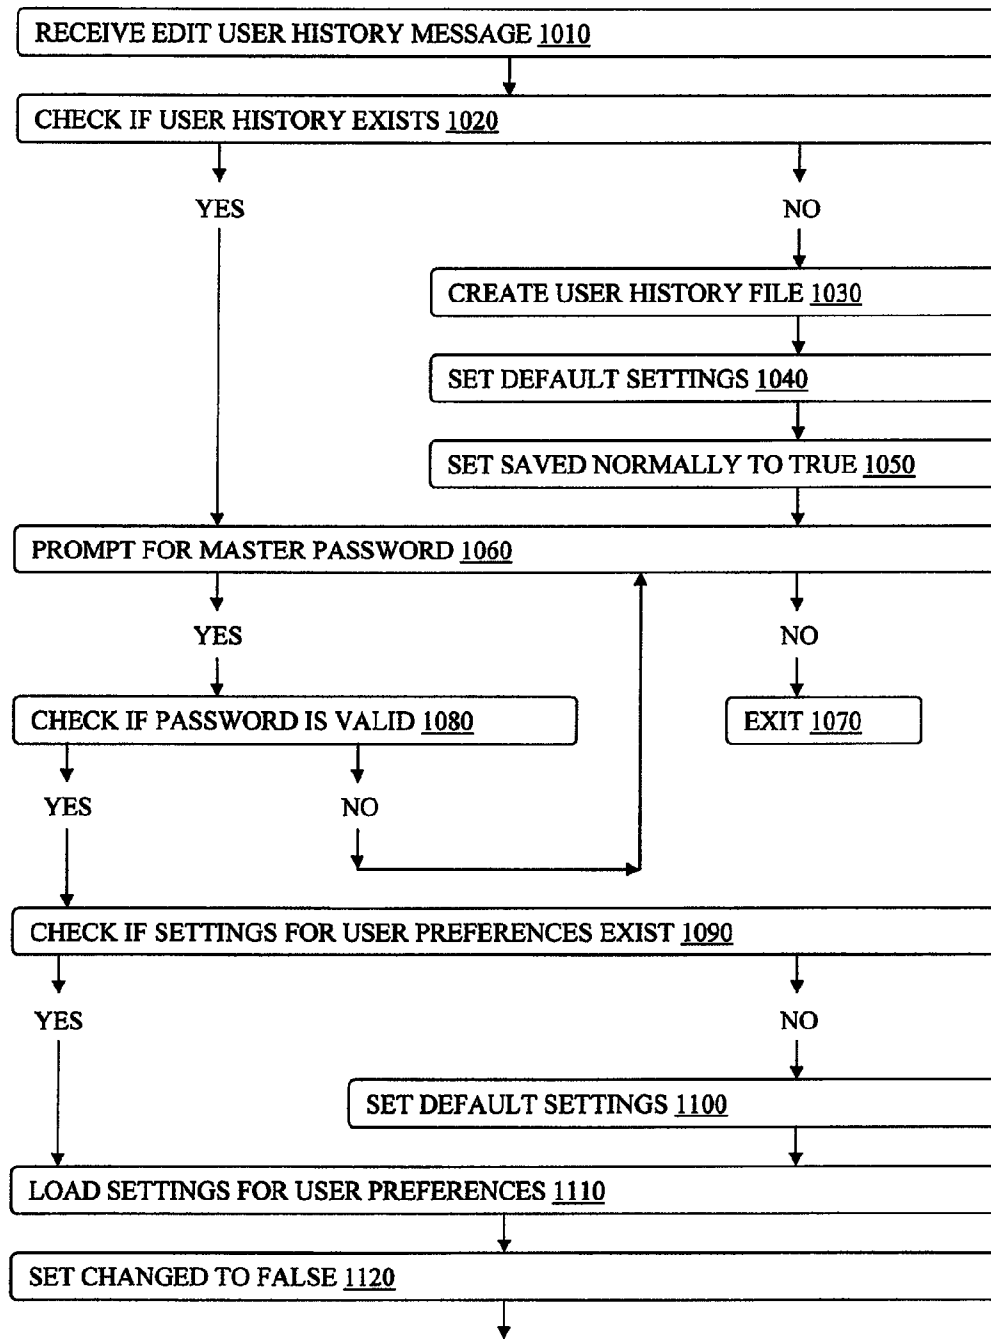 RECEIVE EDIT USER HISTORY MESSAGE 1010
CHECK IF USER HISTORY EXISTS 1020
YES
NO
CREATE USER HISTORY FILE 1030
SET DEFAULT SETTINGS 1040
SET SAVED NORMALLY TO TRUE 1050
PROMPT FOR MASTER PASSWORD 1060
YES
NO
CHECK IF PASSWORD IS VALID 1080
EXIT 1070
YES
NO
CHECK IF SETTINGS FOR USER PREFERENCES EXIST 1090
YES
NO
SET DEFAULT SETTINGS 1100
LOAD SETTINGS FOR USER PREFERENCES 1110
SET CHANGED TO FALSE 1120